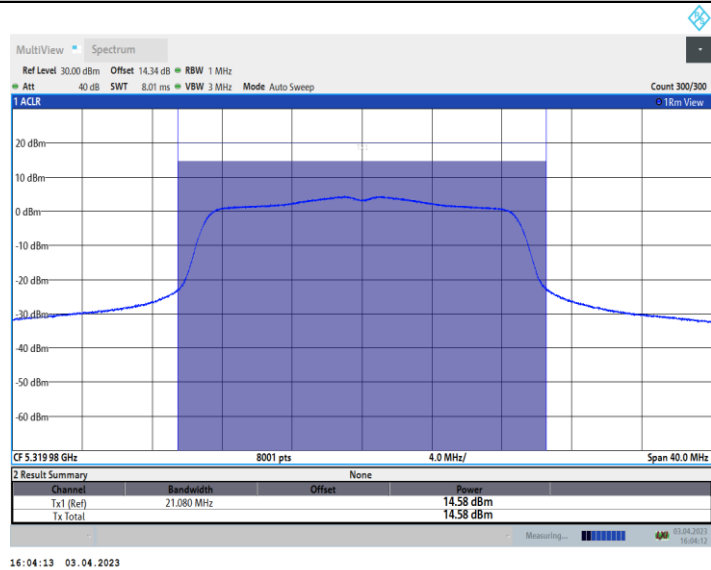 MultiView Spectrum
Ref Level 30.00 dBm Offset 14.34 dB RBW 1 MHz
Att 40 dB SWT 8.01 ms VBW 3 MHz Mode Auto Sweep Count 300/300
1 ACLR 1Rm View
20 dBm
10 dBm
0 dBm
-10 dBm
-20 dBm
-30 dBm
-40 dBm
-50 dBm
-60 dBm
CF 5.319 98 GHz 8001 pts 4.0 MHz/ Span 40.0 MHz
2 Result Summary None
Channel Bandwidth Offset Power
Tx1 (Ref) 21.080 MHz 14.58 dBm
Tx Total 14.58 dBm
Measuring... 03.04.2023
16:04:12
16:04:13 03.04.2023